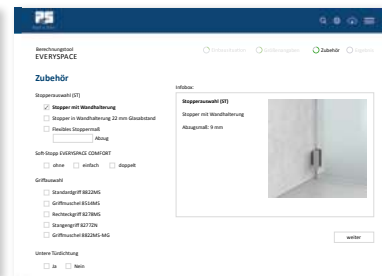 PS
Berechnungstool
EVERYSPACE
Zubehör
Ergebnis
Zubehör
Infobox:
Stopperauswahl (ST)
Stopper mit Wandhalterung
Stopper in Wandhalterung 22 mm Glasabstand
Flexibles Stoppermaß
Abzug
Soft-Stopp EVERYSPACE COMFORT
ohne einfach doppelt
Griffauswahl
Standardgriff 8822MS
Griffmuschel 8514MS
Rechteckgriff 8278MS
Stangengriff 8277ZN
Griffmuschel 8822MS-MG
Untere Türdichtung
Ja Nein
Stopperauswahl (ST)
Stopper mit Wandhalterung
Abzugsmaß: 9 mm
weiter